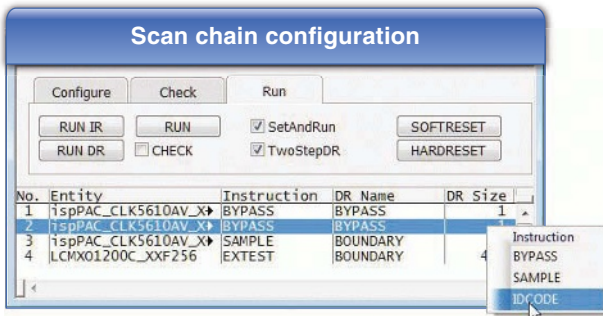 Scan chain configuration
Configure Check Run
RUN IR RUN SetAndRun SOFTRESET
RUN DR CHECK TwoStepDR HARDRESET
No. Entity Instruction DR Name DR Size
1 ispPAC_CLK5610AV_X BYPASS BYPASS 1
2 ispPAC_CLK5610AV_X BYPASS BYPASS 1
3 ispPAC_CLK5610AV_X SAMPLE BOUNDARY
4 LCMXO1200C_XXF256 EXTEST BOUNDARY 4
Instruction
BYPASS
SAMPLE
IDCODE